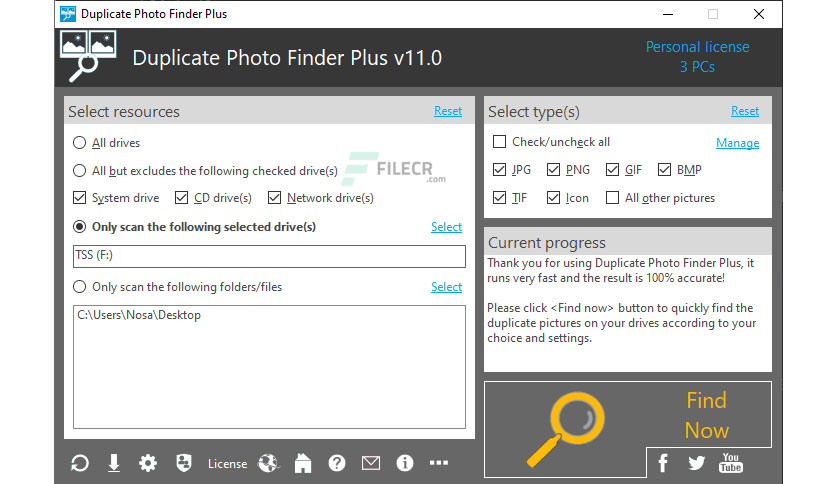 Duplicate Photo Finder Plus
Duplicate Photo Finder Plus v11.0
Personal license
3 PCs
Select resources
Reset
All drives
All but excludes the following checked drive(s)
System drive
CD drive(s)
Network drive(s)
Only scan the following selected drive(s)
Select
TSS (F:)
Only scan the following folders/files
Select
C:\Users\Nosa\Desktop
FILECR
.com
Select type(s)
Reset
Check/uncheck all
Manage
JPG
PNG
GIF
BMP
TIF
Icon
All other pictures
Current progress
Thank you for using Duplicate Photo Finder Plus, it
runs very fast and the result is 100% accurate!
Please click <Find now> button to quickly find the
duplicate pictures on your drives according to your
choice and settings.
Find
Now
License
You
Tube